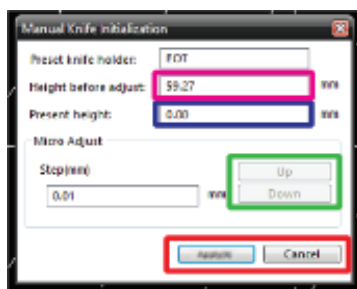 Manual Knife Initialization
Preset knife holder: POT
Height before adjust: 59.27 mm
Present height: 0.00 mm
Micro Adjust
Step(mm)
Up
0.01 mm Down
Cancel